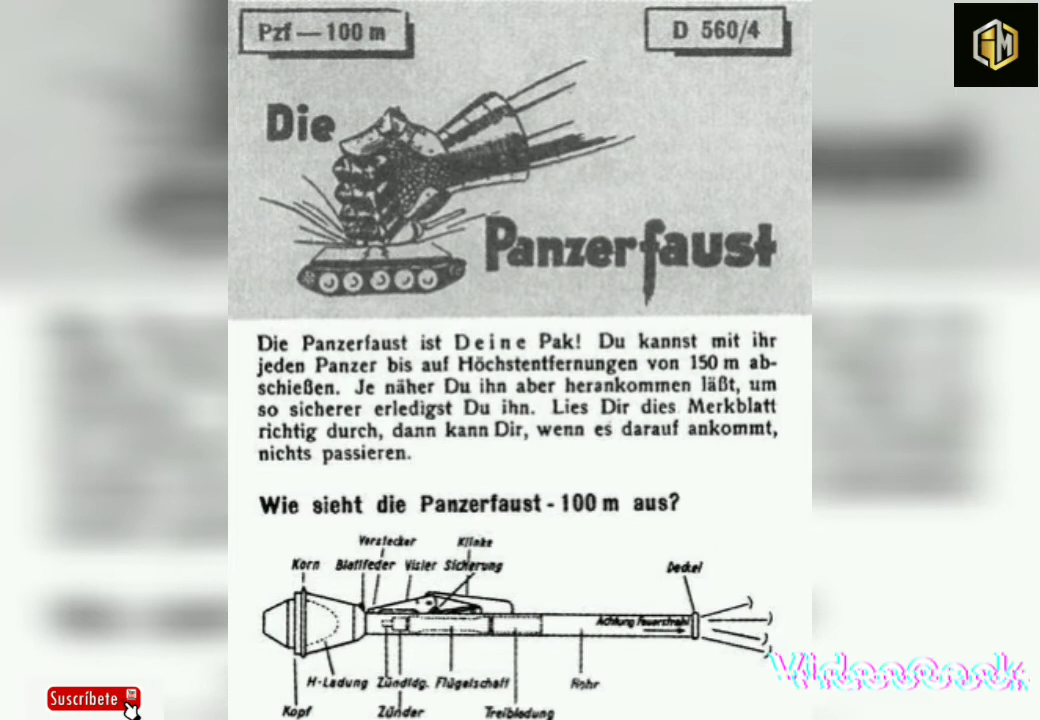 Pzf — 100 m
D 560/4
Die
Panzerfaust
Die Panzerfaust ist Deine Pak! Du kannst mit ihr
jeden Panzer bis auf Höchstentfernungen von 150 m ab-
schießen. Je näher Du ihn aber herankommen läßt, um
so sicherer erledigst Du ihn. Lies Dir dies Merkblatt
richtig durch, dann kann Dir, wenn es darauf ankommt,
nichts passieren.
Wie sieht die Panzerfaust - 100 m aus?
Vorstecker Klinke
Korn Blattfeder Visier Sicherung Deckel
Achtung Feuerstrahl
H-Ladung Zündldg. Flügelschaft Rohr
Kopf Zünder Treibladung
VideoGeek
Suscríbete